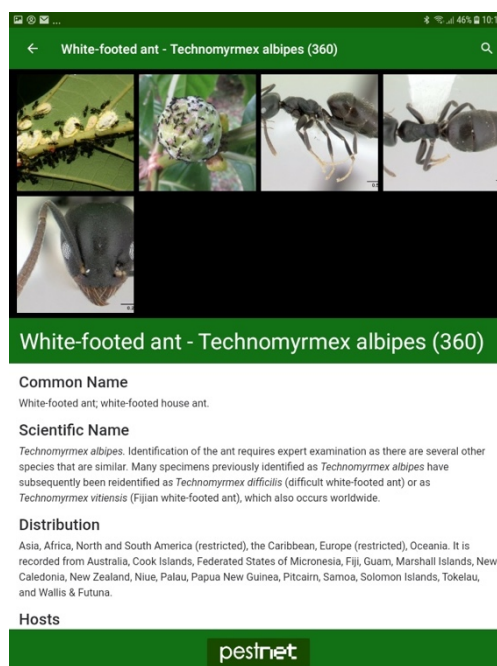 46% 10:1
White-footed ant - Technomyrmex albipes (360)
White-footed ant - Technomyrmex albipes (360)
Common Name
White-footed ant; white-footed house ant.
Scientific Name
Technomyrmex albipes. Identification of the ant requires expert examination as there are several other
species that are similar. Many specimens previously identified as Technomyrmex albipes have
subsequently been reidentified as Technomyrmex difficilis (difficult white-footed ant) or as
Technomyrmex vitiensis (Fijian white-footed ant), which also occurs worldwide.
Distribution
Asia, Africa, North and South America (restricted), the Caribbean, Europe (restricted), Oceania. It is
recorded from Australia, Cook Islands, Federated States of Micronesia, Fiji, Guam, Marshall Islands, New
Caledonia, New Zealand, Niue, Palau, Papua New Guinea, Pitcairn, Samoa, Solomon Islands, Tokelau,
and Wallis & Futuna.
Hosts
pestnet